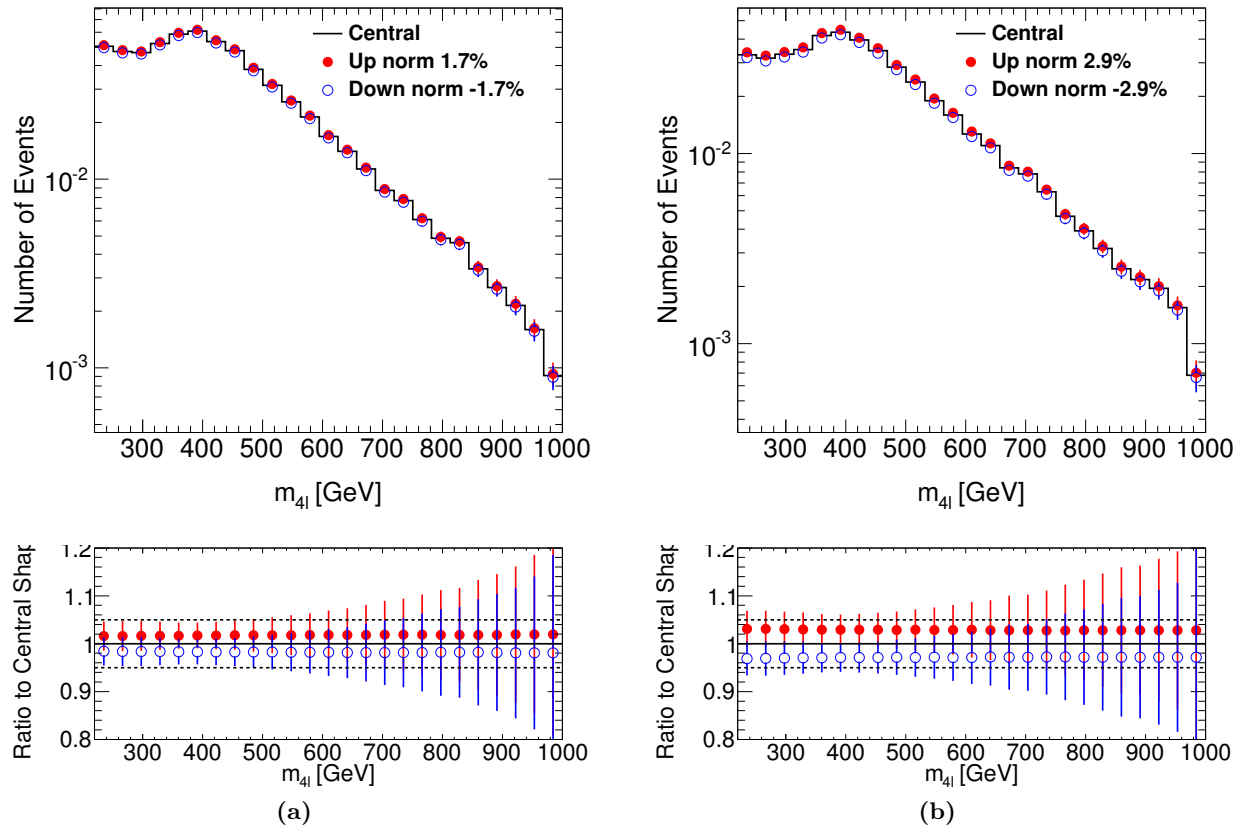 Central
Up norm 1.7%
Down norm -1.7%
Number of Events
10⁻²
10⁻³
300 400 500 600 700 800 900 1000
m4l [GeV]
Ratio to Central Shap
1.2
1.1
1
0.9
0.8
300 400 500 600 700 800 900 1000
m4l [GeV]
(a)
Central
Up norm 2.9%
Down norm -2.9%
Number of Events
10⁻²
10⁻³
300 400 500 600 700 800 900 1000
m4l [GeV]
Ratio to Central Shap
1.2
1.1
1
0.9
0.8
300 400 500 600 700 800 900 1000
m4l [GeV]
(b)